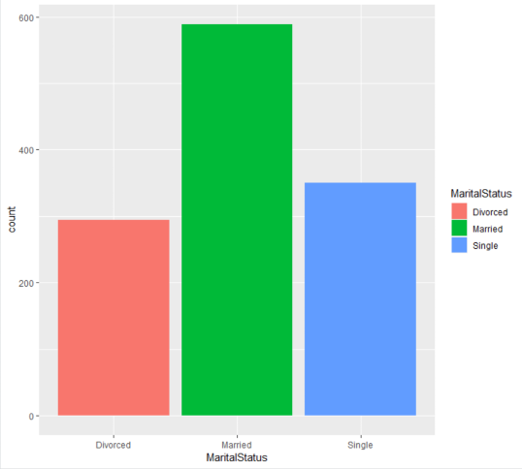 600
400
200
0
count
Divorced
Married
Single
MaritalStatus
MaritalStatus
Divorced
Married
Single